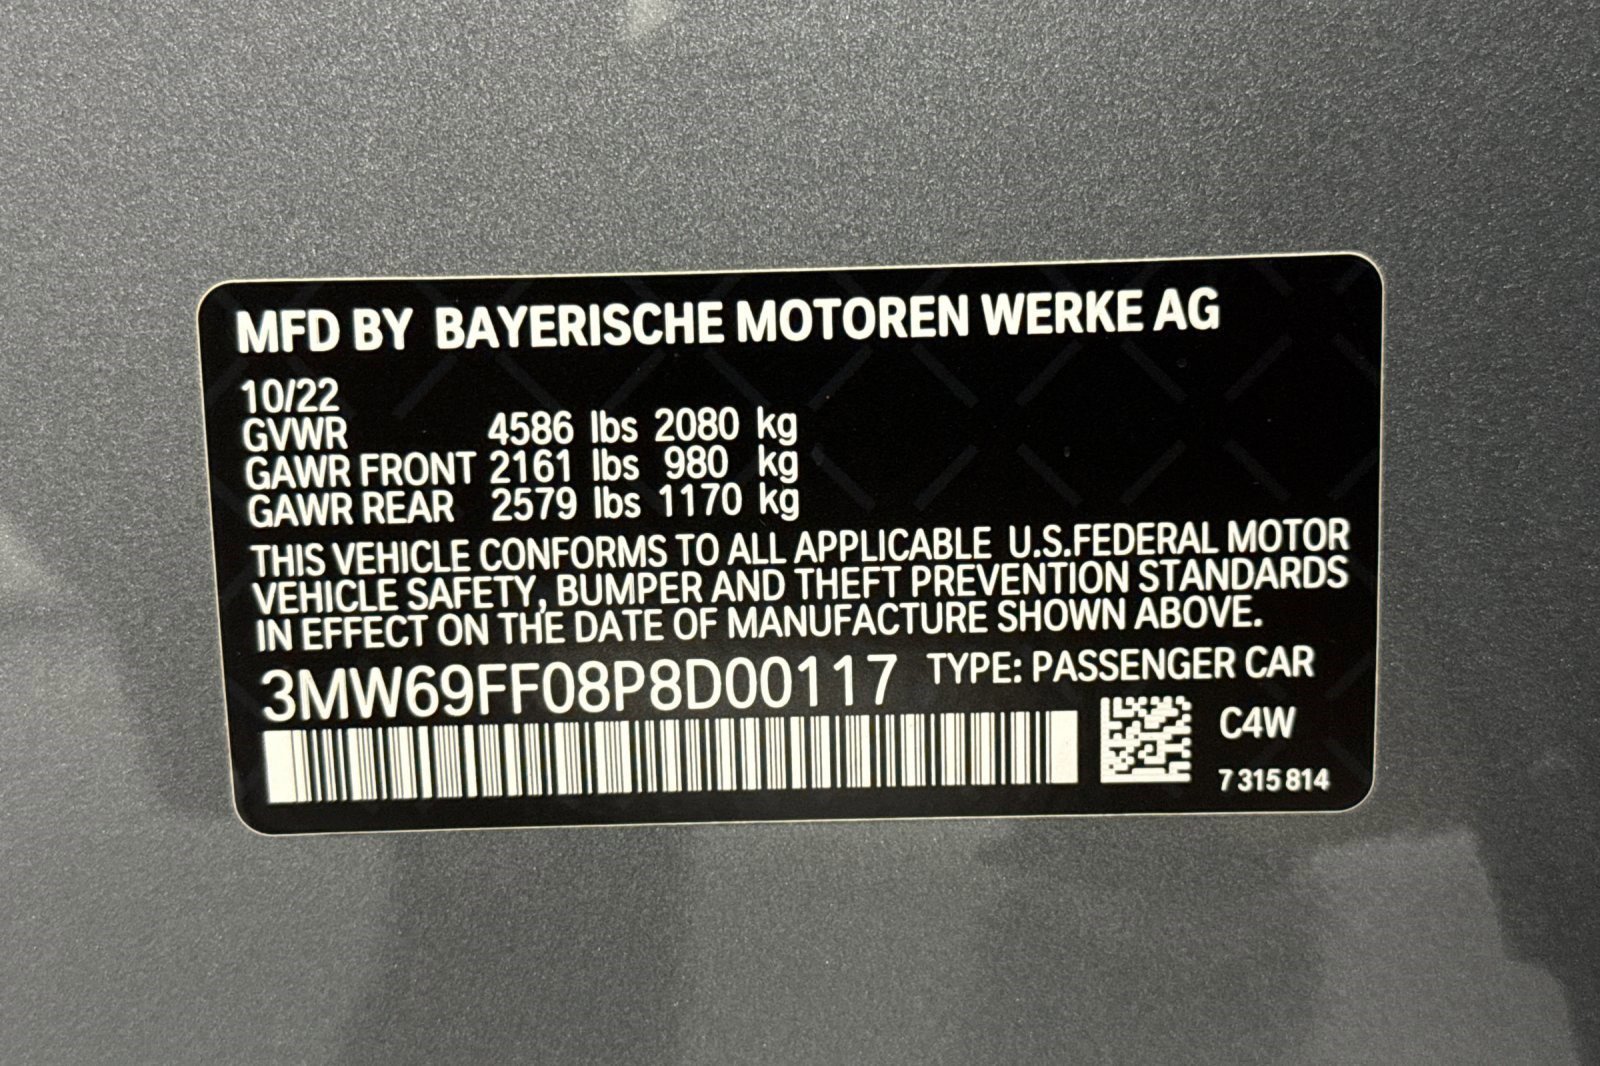 MFD BY BAYERISCHE MOTOREN WERKE AG
10/22
GVWR 4586 lbs 2080 kg
GAWR FRONT 2161 lbs 980 kg
GAWR REAR 2579 lbs 1170 kg
THIS VEHICLE CONFORMS TO ALL APPLICABLE U.S.FEDERAL MOTOR
VEHICLE SAFETY, BUMPER AND THEFT PREVENTION STANDARDS
IN EFFECT ON THE DATE OF MANUFACTURE SHOWN ABOVE.
3MW69FF08P8D00117 TYPE: PASSENGER CAR
C4W
7 315 814